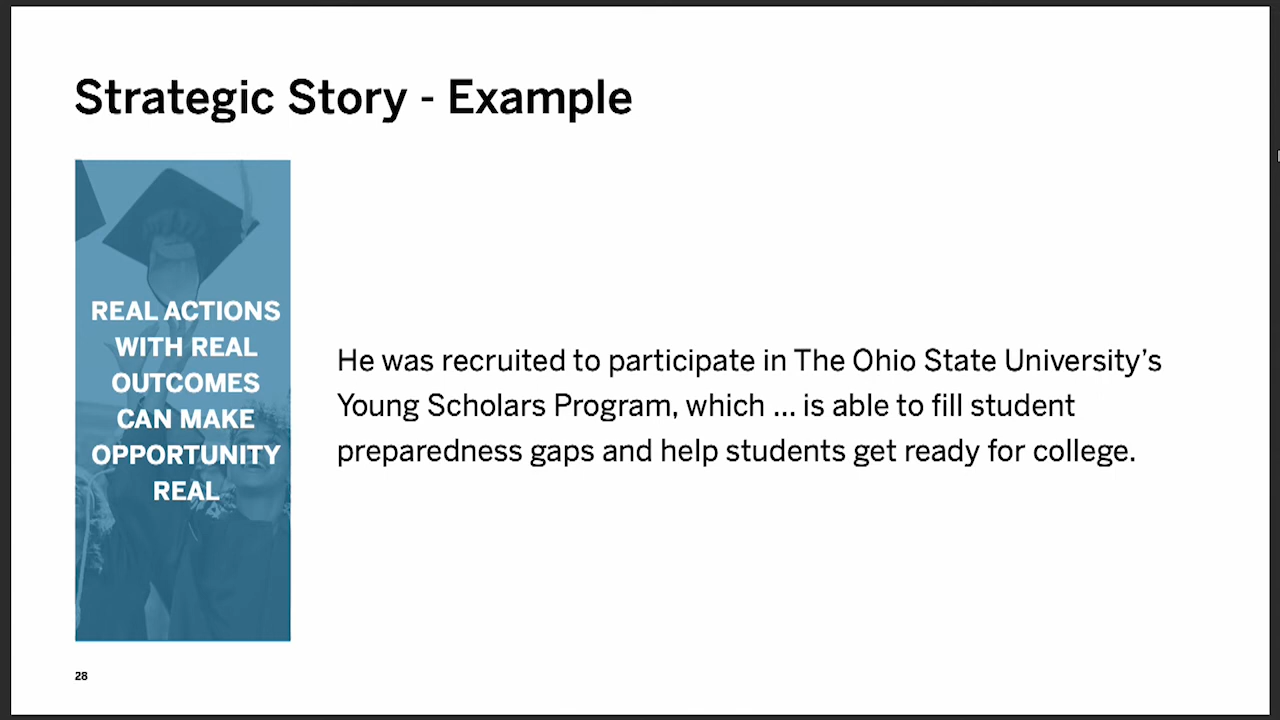 Strategic Story - Example
REAL ACTIONS
WITH REAL
OUTCOMES
CAN MAKE
OPPORTUNITY
REAL
He was recruited to participate in The Ohio State University’s
Young Scholars Program, which ... is able to fill student
preparedness gaps and help students get ready for college.
28